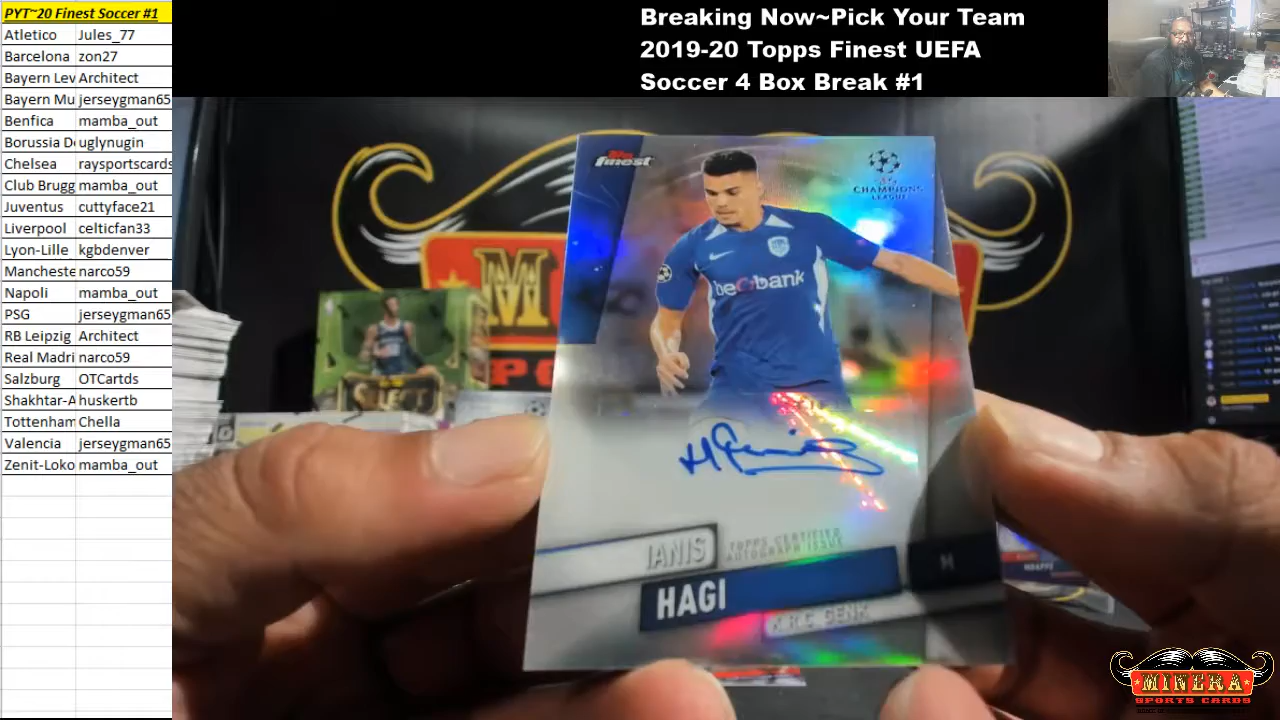 PYT~20 Finest Soccer #1
Atletico Jules_77
Barcelona zon27
Bayern Lev Architect
Bayern Mu jerseygman65
Benfica mamba_out
Borussia D uglynugin
Chelsea raysportscards
Club Brugg mamba_out
Juventus cuttyface21
Liverpool celticfan33
Lyon-Lille kgbdenver
Mancheste narco59
Napoli mamba_out
PSG jerseygman65
RB Leipzig Architect
Real Madri narco59
Salzburg OTCartds
Shakhtar-A huskertb
Tottenham Chella
Valencia jerseygman65
Zenit-Loko mamba_out
Breaking Now~Pick Your Team
2019-20 Topps Finest UEFA
Soccer 4 Box Break #1
finest
CHAMPIONS
LEAGUE
beobank
IANIS
TOPPS CERTIFIED
AUTOGRAPH ISSUE
HAGI
M
K.R.C. GENK
SELECT
MINERA
SPORTS CARDS